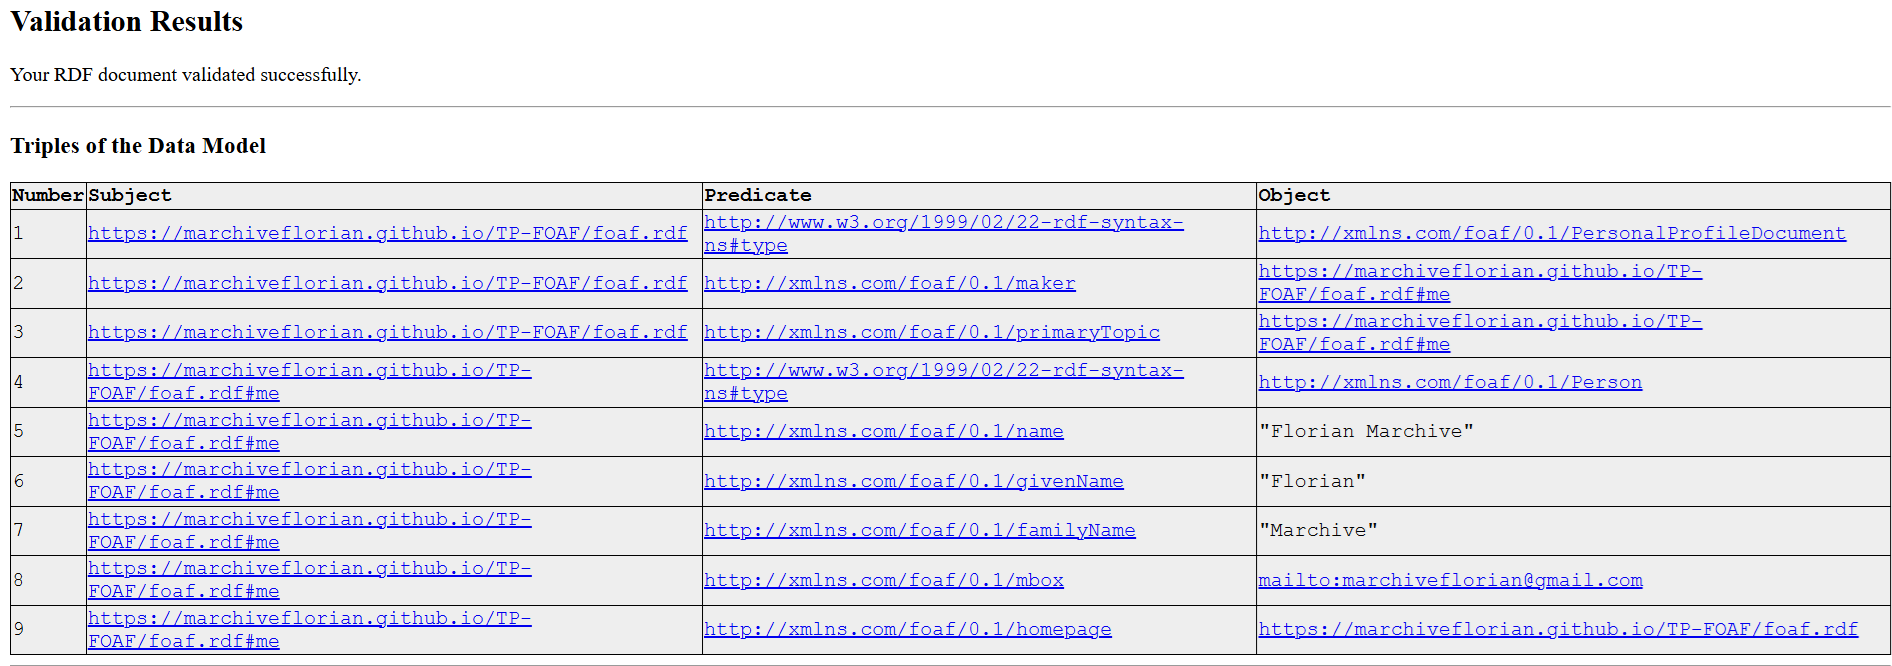 Validation Results
Your RDF document validated successfully.
Triples of the Data Model
Number Subject Predicate Object
1 https://marchiveflorian.github.io/TP-FOAF/foaf.rdf http://www.w3.org/1999/02/22-rdf-syntax-
ns#type http://xmlns.com/foaf/0.1/PersonalProfileDocument
2 https://marchiveflorian.github.io/TP-FOAF/foaf.rdf http://xmlns.com/foaf/0.1/maker https://marchiveflorian.github.io/TP-
FOAF/foaf.rdf#me
3 https://marchiveflorian.github.io/TP-FOAF/foaf.rdf http://xmlns.com/foaf/0.1/primaryTopic https://marchiveflorian.github.io/TP-
FOAF/foaf.rdf#me
4 https://marchiveflorian.github.io/TP-
FOAF/foaf.rdf#me http://www.w3.org/1999/02/22-rdf-syntax-
ns#type http://xmlns.com/foaf/0.1/Person
5 https://marchiveflorian.github.io/TP-
FOAF/foaf.rdf#me http://xmlns.com/foaf/0.1/name "Florian Marchive"
6 https://marchiveflorian.github.io/TP-
FOAF/foaf.rdf#me http://xmlns.com/foaf/0.1/givenName "Florian"
7 https://marchiveflorian.github.io/TP-
FOAF/foaf.rdf#me http://xmlns.com/foaf/0.1/familyName "Marchive"
8 https://marchiveflorian.github.io/TP-
FOAF/foaf.rdf#me http://xmlns.com/foaf/0.1/mbox mailto:marchiveflorian@gmail.com
9 https://marchiveflorian.github.io/TP-
FOAF/foaf.rdf#me http://xmlns.com/foaf/0.1/homepage https://marchiveflorian.github.io/TP-FOAF/foaf.rdf